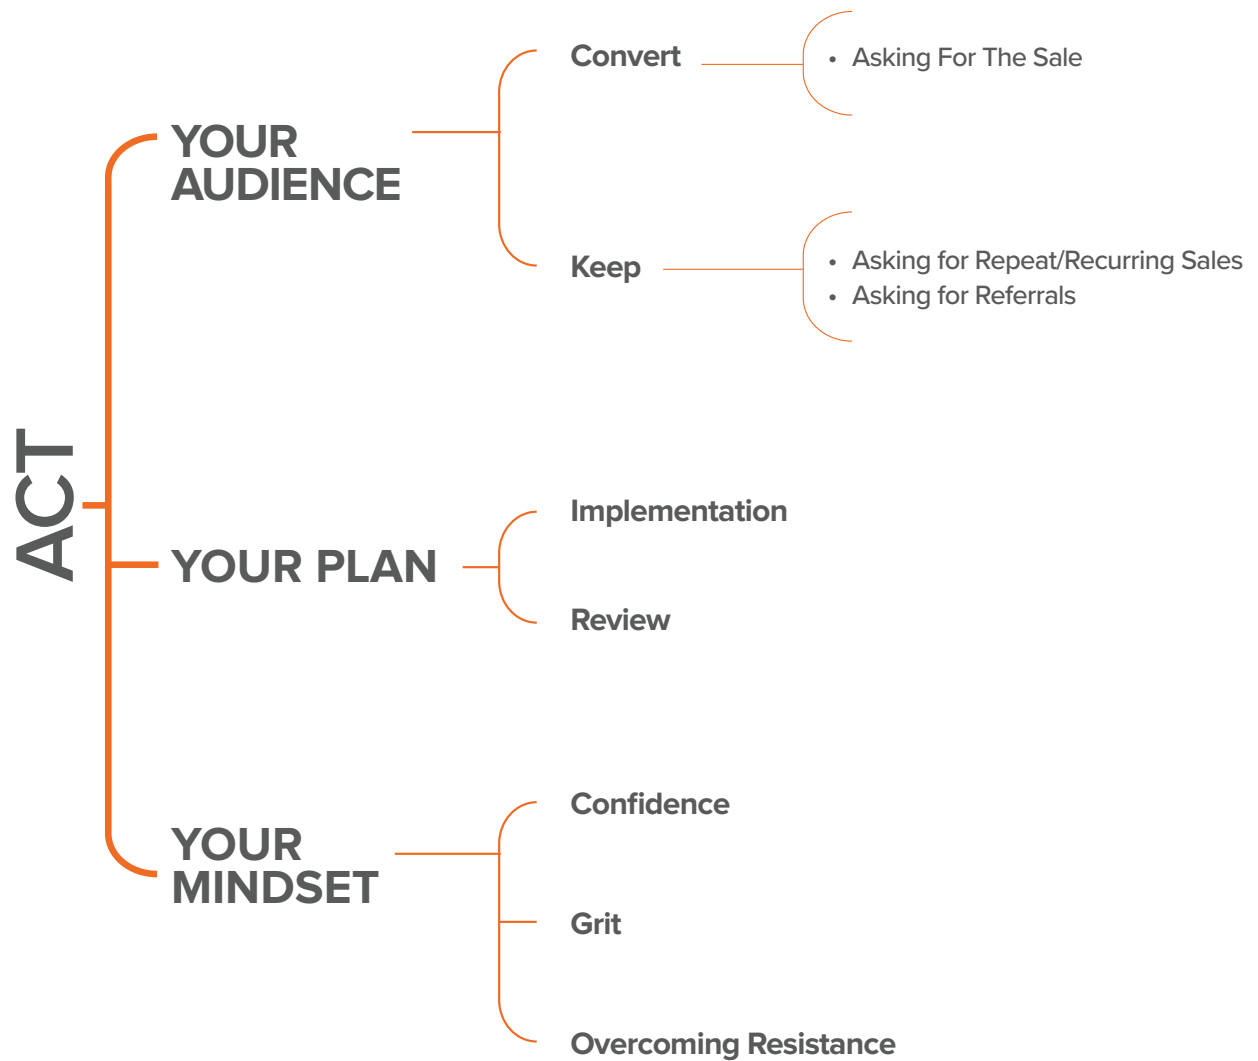 ACT
YOUR
AUDIENCE
Convert
• Asking For The Sale
Keep
• Asking for Repeat/Recurring Sales
• Asking for Referrals
YOUR PLAN
Implementation
Review
YOUR
MINDSET
Confidence
Grit
Overcoming Resistance